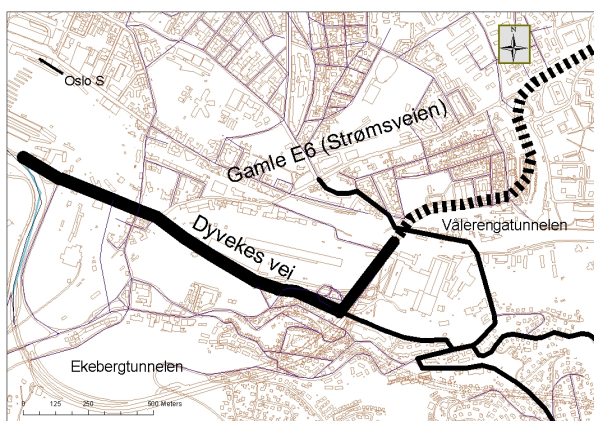 N
Oslo S
Gamle E6 (Strømsveien)
Vålerengatunnelen
Dyvekes vei
Ekebergtunnelen
0 125 250 500 Meters